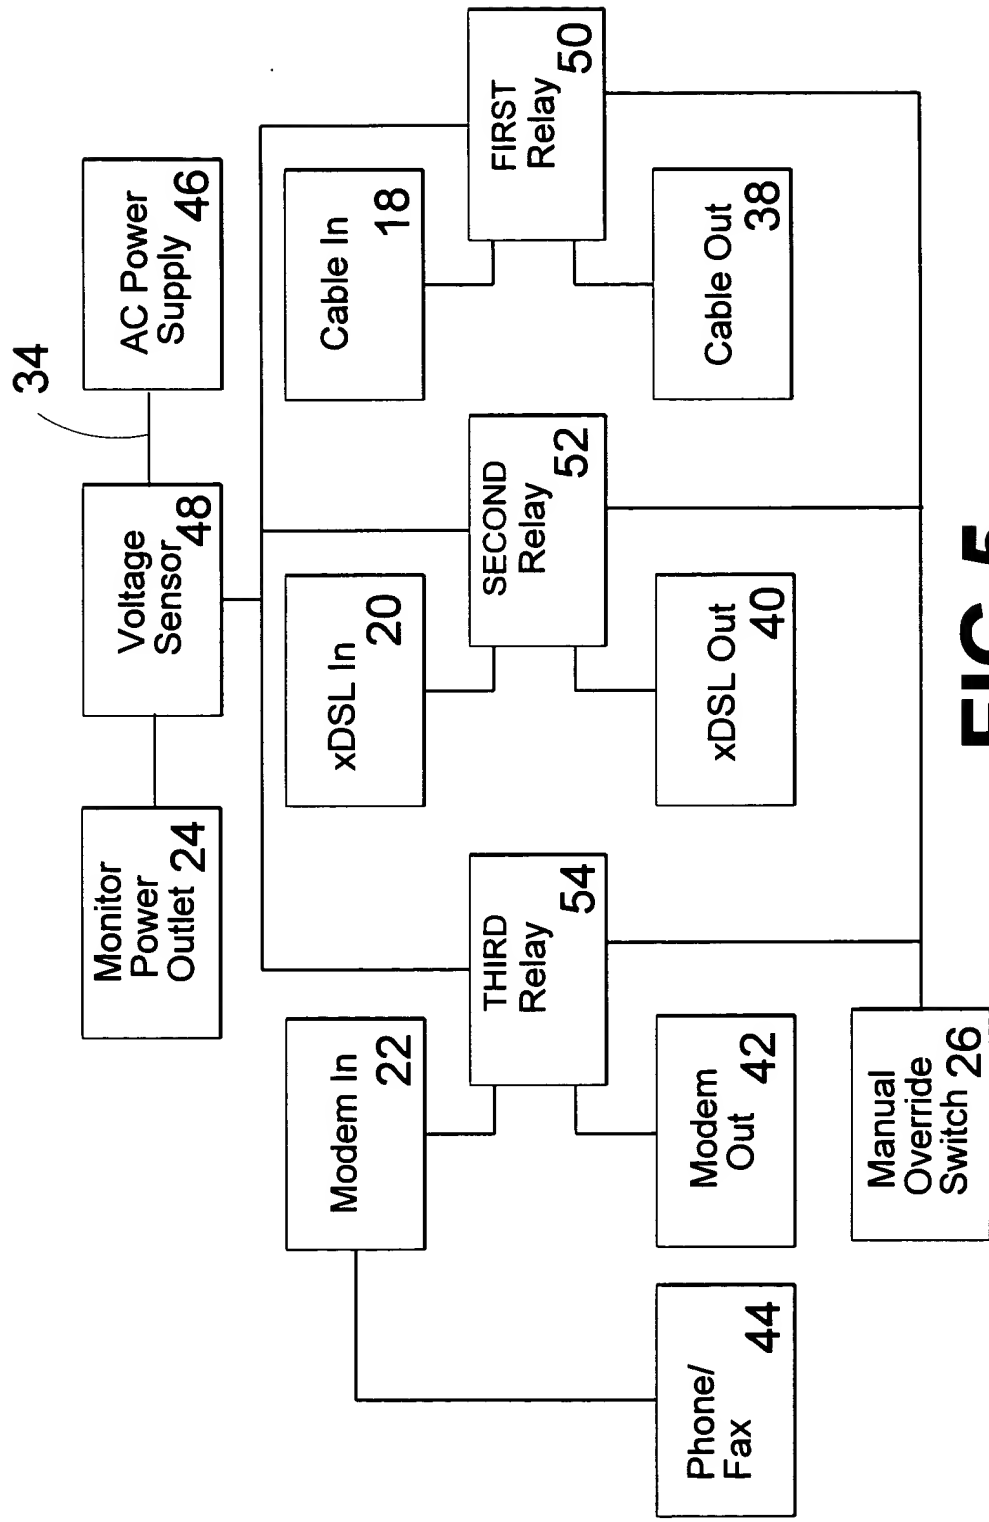 34
Monitor
Power
Outlet 24
Voltage
Sensor
48
AC Power
Supply 46
Modem In
22
xDSL In
20
Cable In
18
THIRD
Relay
54
SECOND
Relay
52
FIRST
Relay
50
Phone/
Fax
44
Modem
Out
42
xDSL Out
40
Cable Out
38
Manual
Override
Switch 26
FIG 5